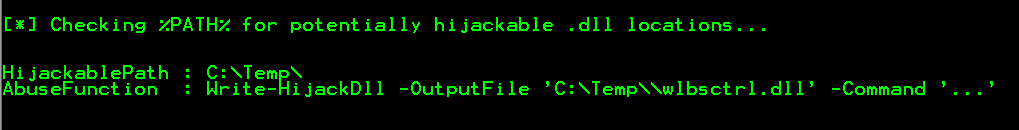 [*] Checking %PATH% for potentially hijackable .dll locations...
HijackablePath : C:\Temp\
AbuseFunction  : Write-HijackDll -OutputFile 'C:\Temp\\wlbsctrl.dll' -Command '...'